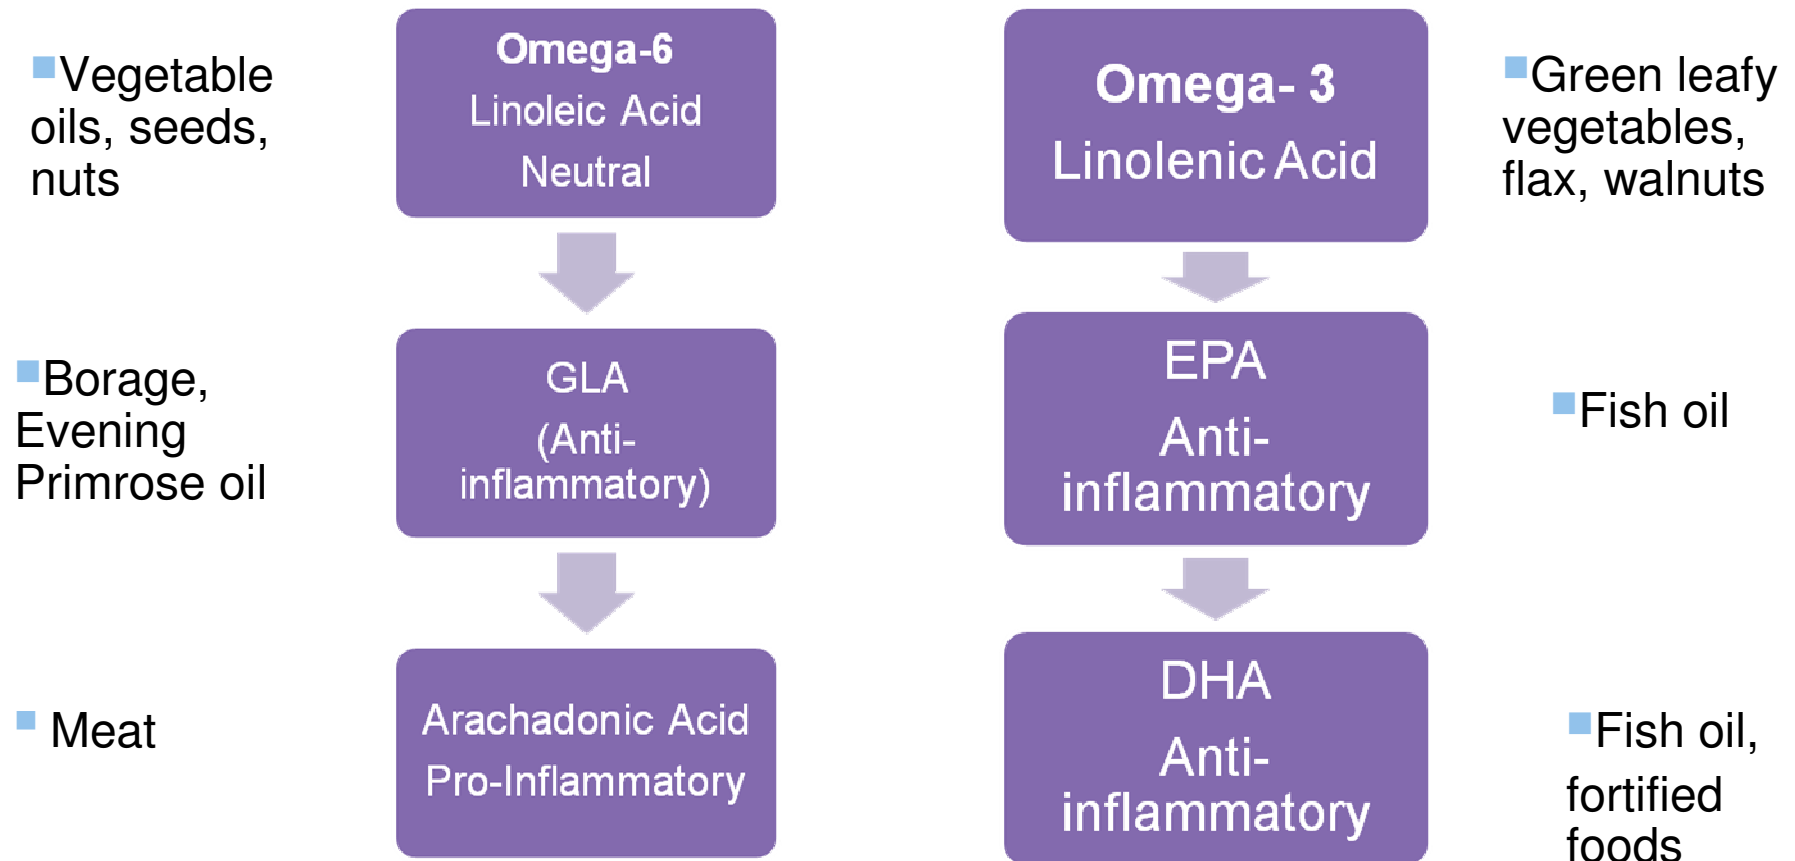 Vegetable
oils, seeds,
nuts
Omega-6
Linoleic Acid
Neutral
Omega- 3
Linolenic Acid
Green leafy
vegetables,
flax, walnuts
Borage,
Evening
Primrose oil
GLA
(Anti-
inflammatory)
EPA
Anti-
inflammatory
Fish oil
Meat
Arachadonic Acid
Pro-Inflammatory
DHA
Anti-
inflammatory
Fish oil,
fortified
foods